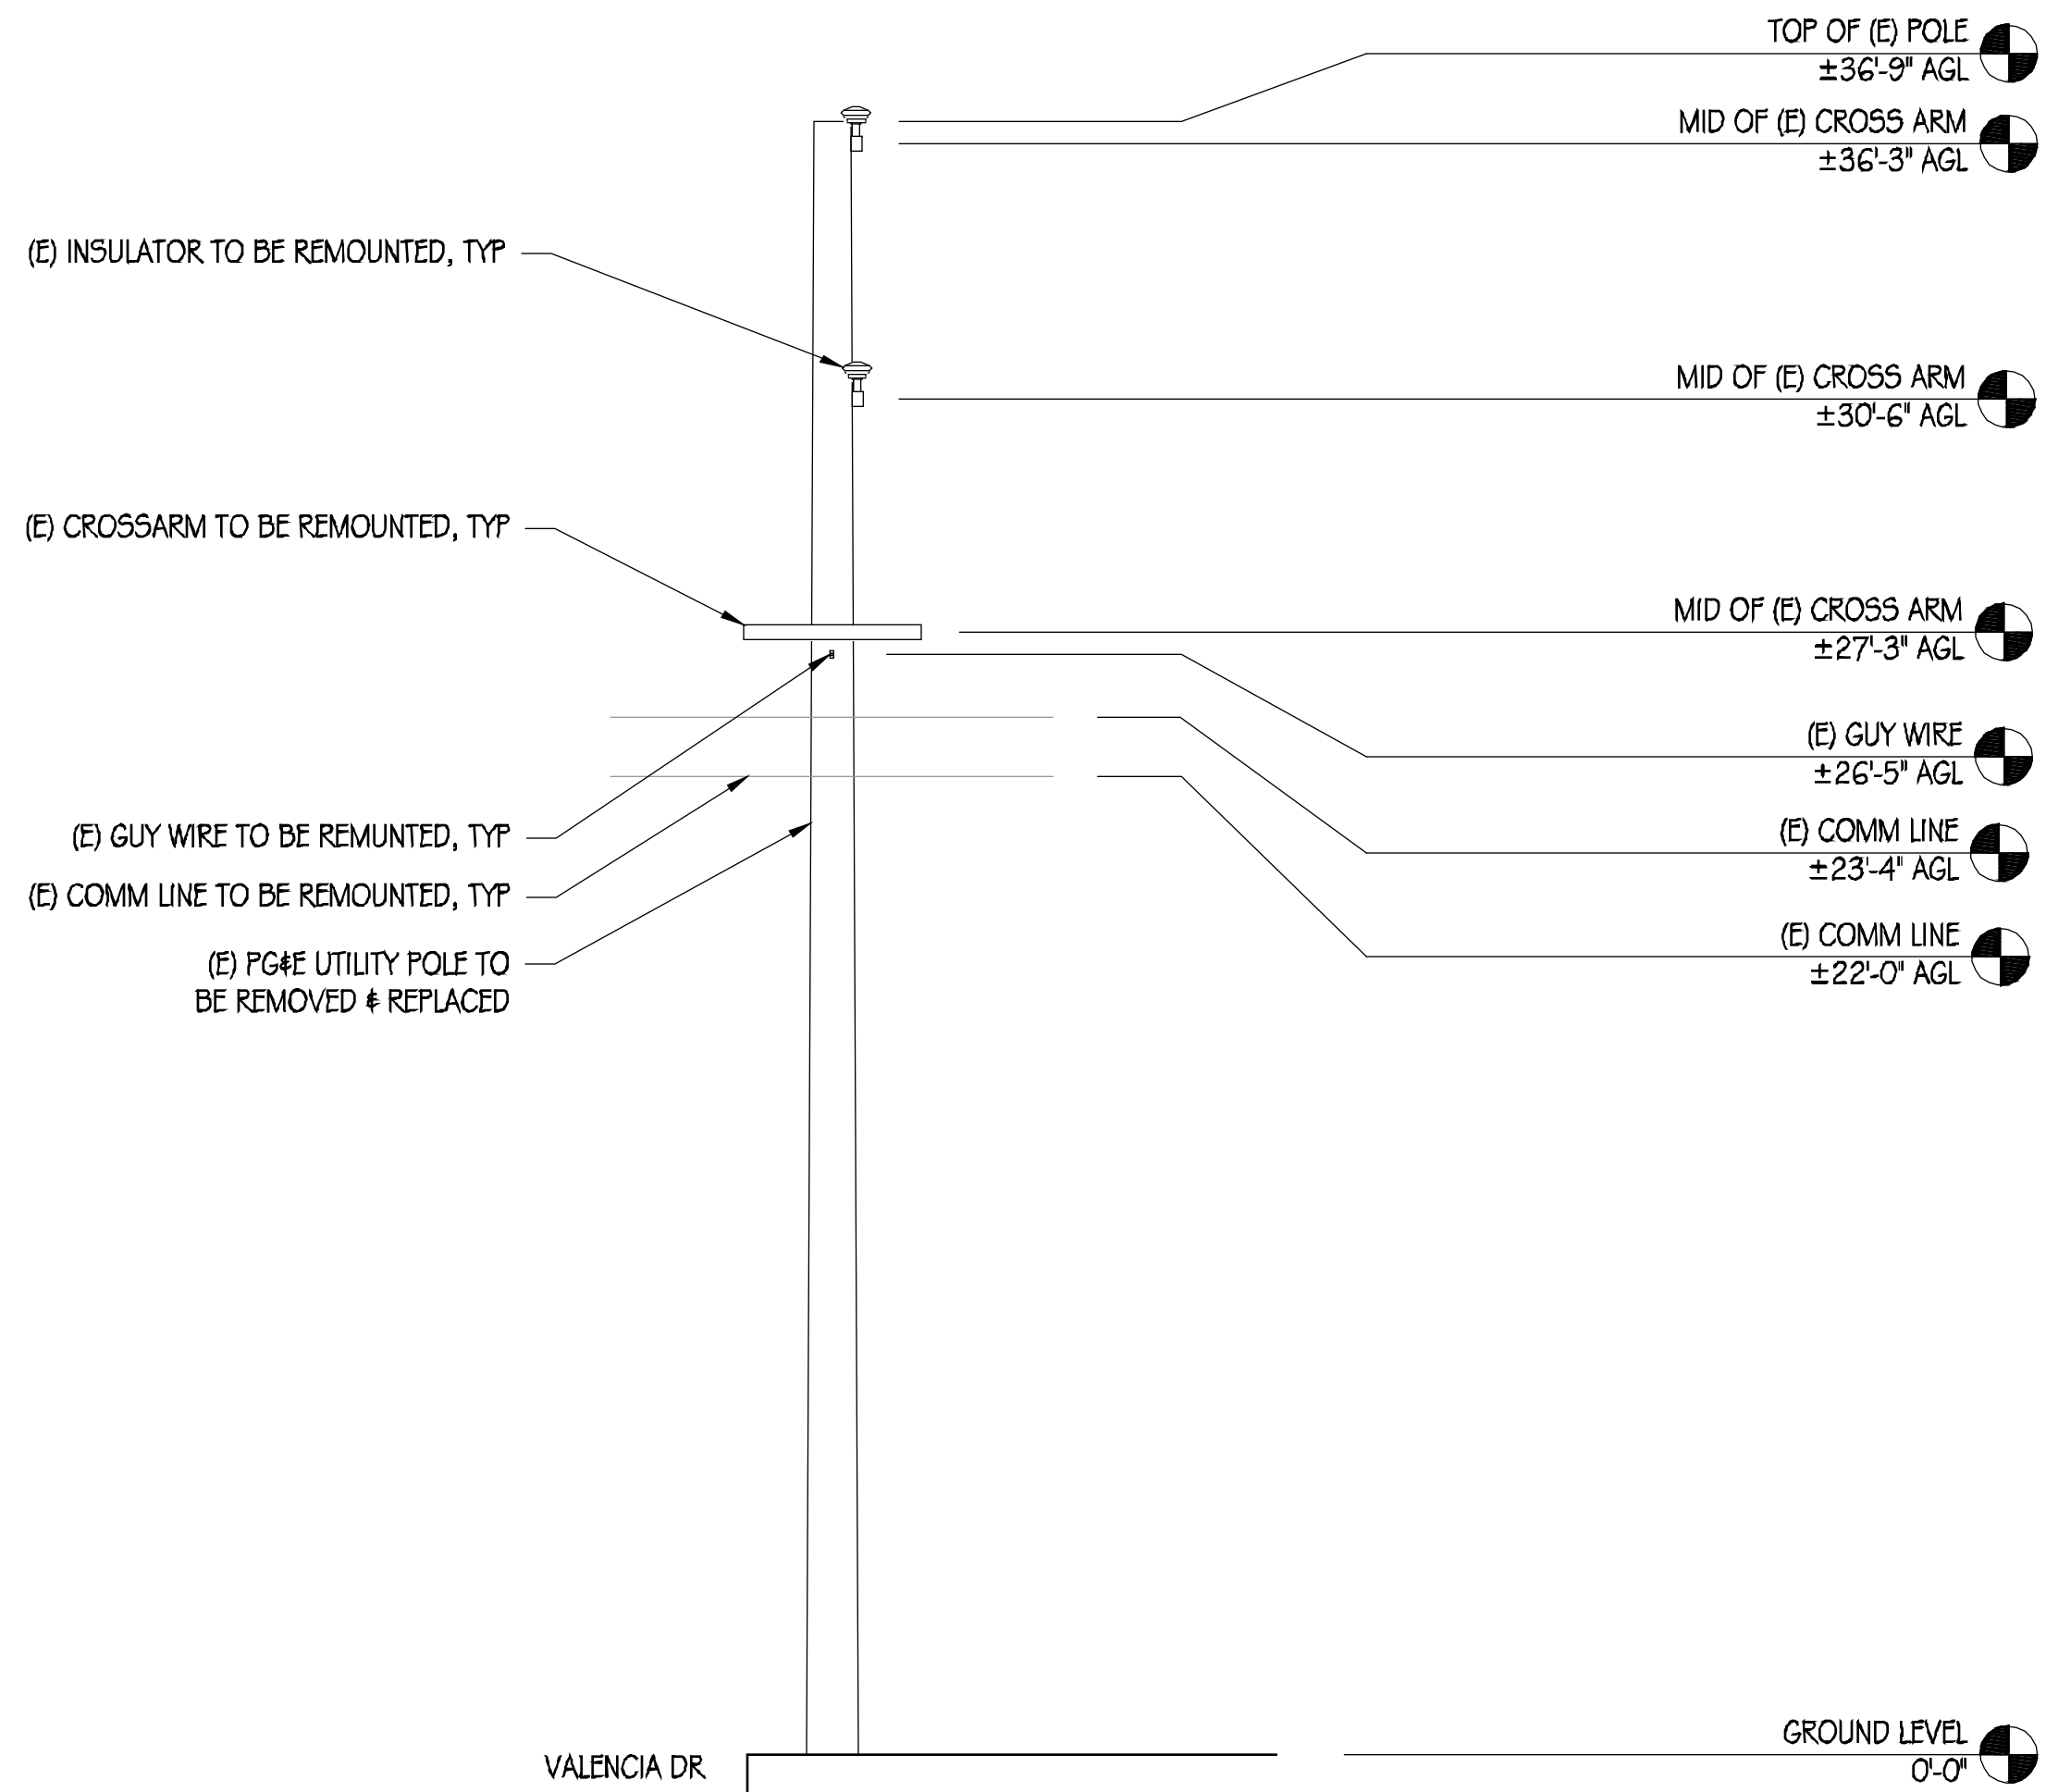 TOP OF (E) POLE
±36'-9" AGL
MID OF (E) CROSS ARM
±36'-3" AGL
(E) INSULATOR TO BE REMOUNTED, TYP
MID OF (E) CROSS ARM
±30'-6" AGL
(E) CROSSARM TO BE REMOUNTED, TYP
MID OF (E) CROSS ARM
±27'-3" AGL
(E) GUY WIRE
±26'-5" AGL
(E) GUY WIRE TO BE REMUNTED, TYP
(E) COMM LINE
±23'-4" AGL
(E) COMM LINE TO BE REMOUNTED, TYP
(E) COMM LINE
±22'-0" AGL
(E) PG&E UTILITY POLE TO
BE REMOVED & REPLACED
GROUND LEVEL
0'-0"
VALENCIA DR